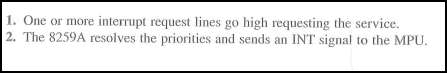 1. One or more interrupt request lines go high requesting the service.
2. The 8259A resolves the priorities and sends an INT signal to the MPU.